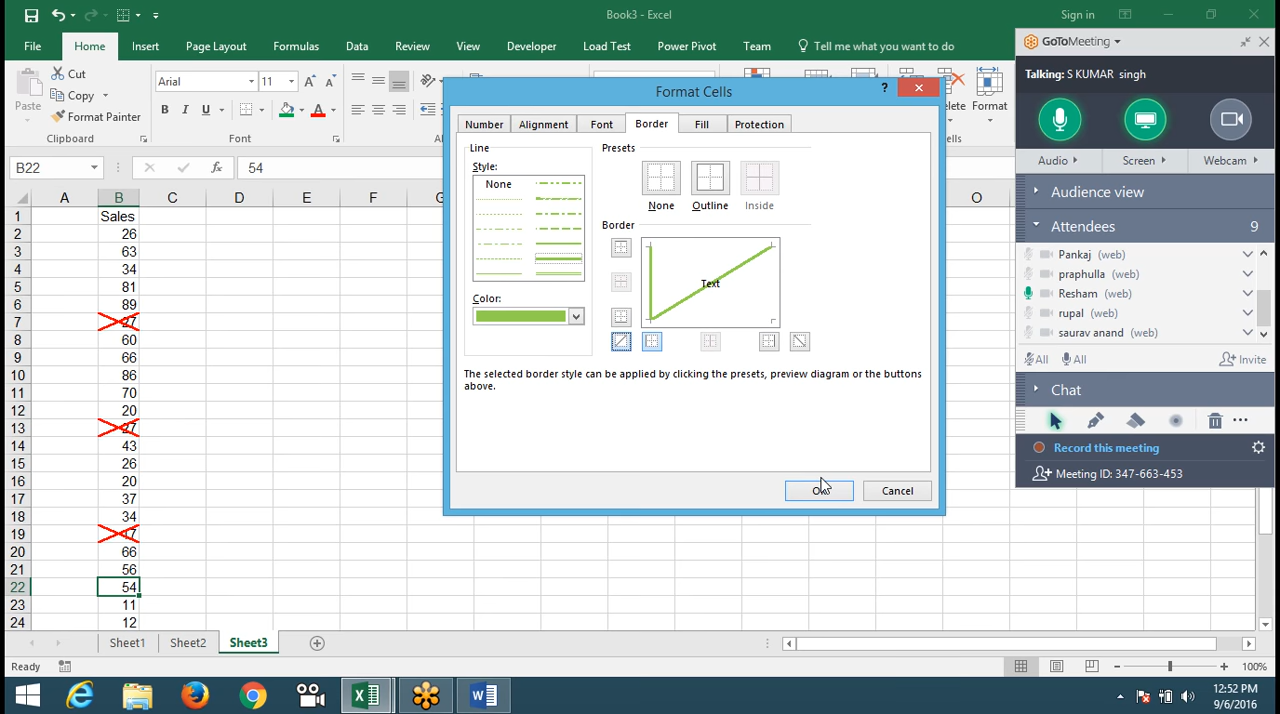 Book3 - Excel
Sign in
File Home Insert Page Layout Formulas Data Review View Developer Load Test Power Pivot Team Tell me what you want to do
Cut
Copy
Format Painter
Paste
Clipboard
Arial 11
B I U A
Font
Format
B22 fx 54
A B C D E F G O
1 Sales
2 26
3 63
4 34
5 81
6 89
7 27
8 60
9 66
10 86
11 70
12 20
13 27
14 43
15 26
16 20
17 37
18 34
19 17
20 66
21 56
22 54
23 11
24 12
Format Cells
?
Number Alignment Font Border Fill Protection
Line
Style:
None
Color:
Presets
None Outline Inside
Border
Text
The selected border style can be applied by clicking the presets, preview diagram or the buttons
above.
Cancel
GoToMeeting
Talking: S KUMAR singh
Audio Screen Webcam
Audience view
Attendees 9
Pankaj (web)
praphulla (web)
Resham (web)
rupal (web)
saurav anand (web)
All All Invite
Chat
Record this meeting
Meeting ID: 347-663-453
Sheet1 Sheet2 Sheet3
Ready
100%
12:52 PM
9/6/2016